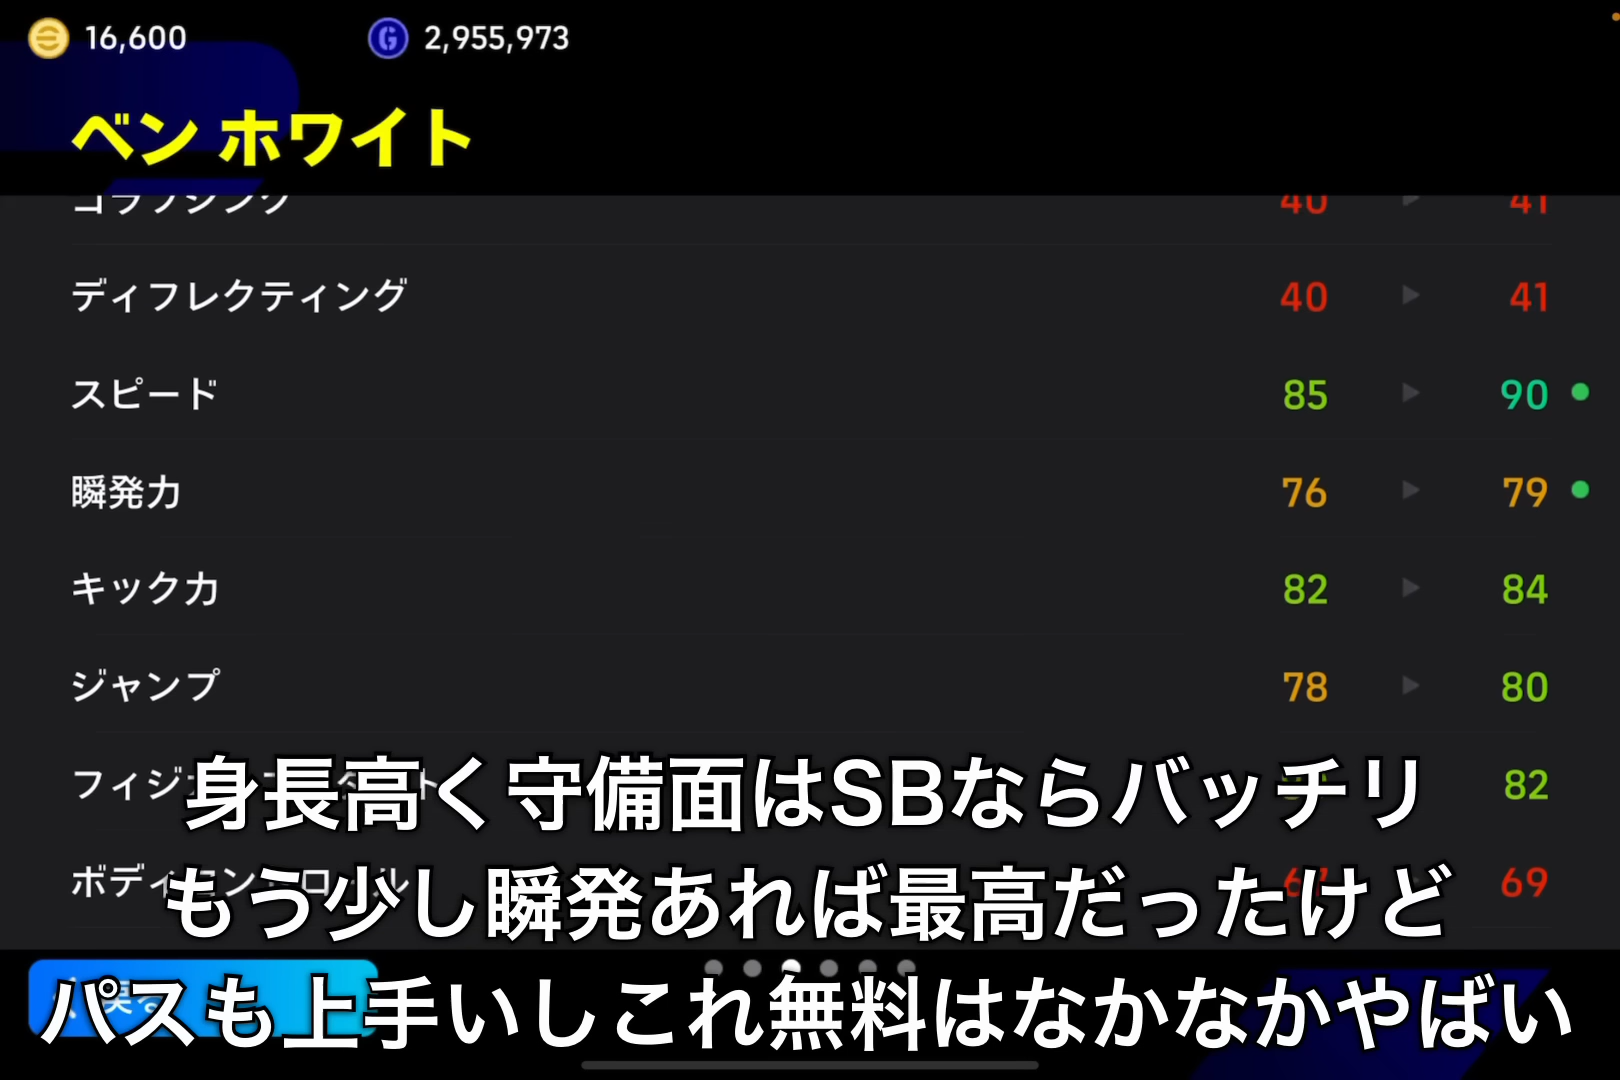 16,600
2,955,973
ベン ホワイト
40 41
ディフレクティング 40 41
スピード 85 90
瞬発力 76 79
キック力 82 84
ジャンプ 78 80
82
69
身長高く守備面はSBならバッチリ
もう少し瞬発あれば最高だったけど
パスも上手いしこれ無料はなかなかやばい